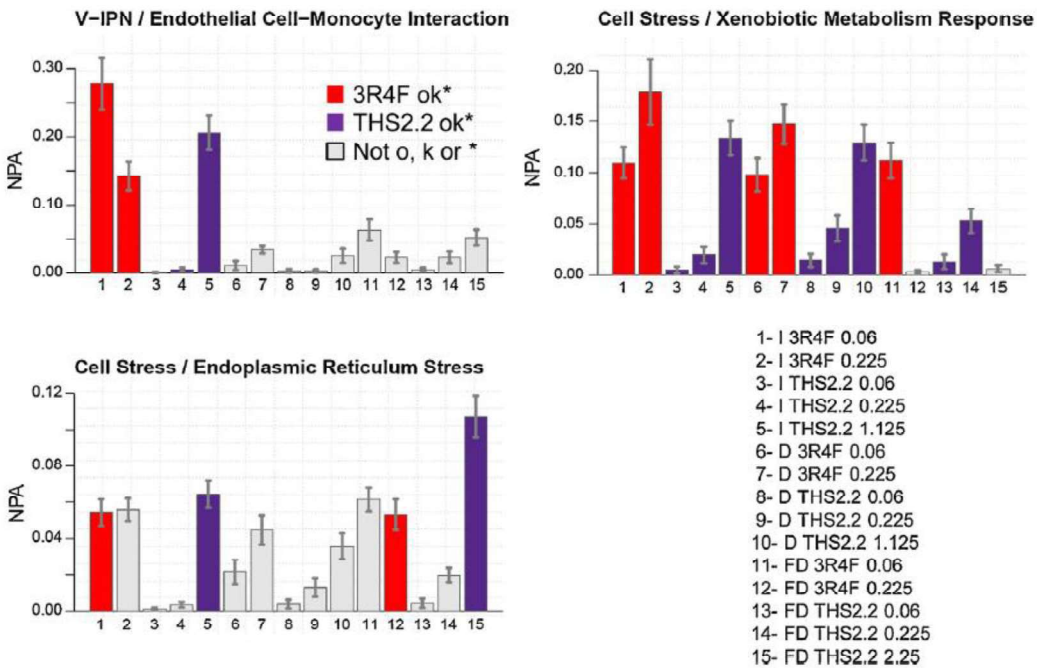 V-IPN / Endothelial Cell-Monocyte Interaction
NPA
0.30
0.20
0.10
0.00
3R4F ok*
THS2.2 ok*
Not o, k or *
1 2 3 4 5 6 7 8 9 10 11 12 13 14 15
Cell Stress / Xenobiotic Metabolism Response
NPA
0.20
0.15
0.10
0.05
0.00
1 2 3 4 5 6 7 8 9 10 11 12 13 14 15
Cell Stress / Endoplasmic Reticulum Stress
NPA
0.12
0.08
0.04
0.00
1 2 3 4 5 6 7 8 9 10 11 12 13 14 15
1- I 3R4F 0.06
2- I 3R4F 0.225
3- I THS2.2 0.06
4- I THS2.2 0.225
5- I THS2.2 1.125
6- D 3R4F 0.06
7- D 3R4F 0.225
8- D THS2.2 0.06
9- D THS2.2 0.225
10- D THS2.2 1.125
11- FD 3R4F 0.06
12- FD 3R4F 0.225
13- FD THS2.2 0.06
14- FD THS2.2 0.225
15- FD THS2.2 2.25